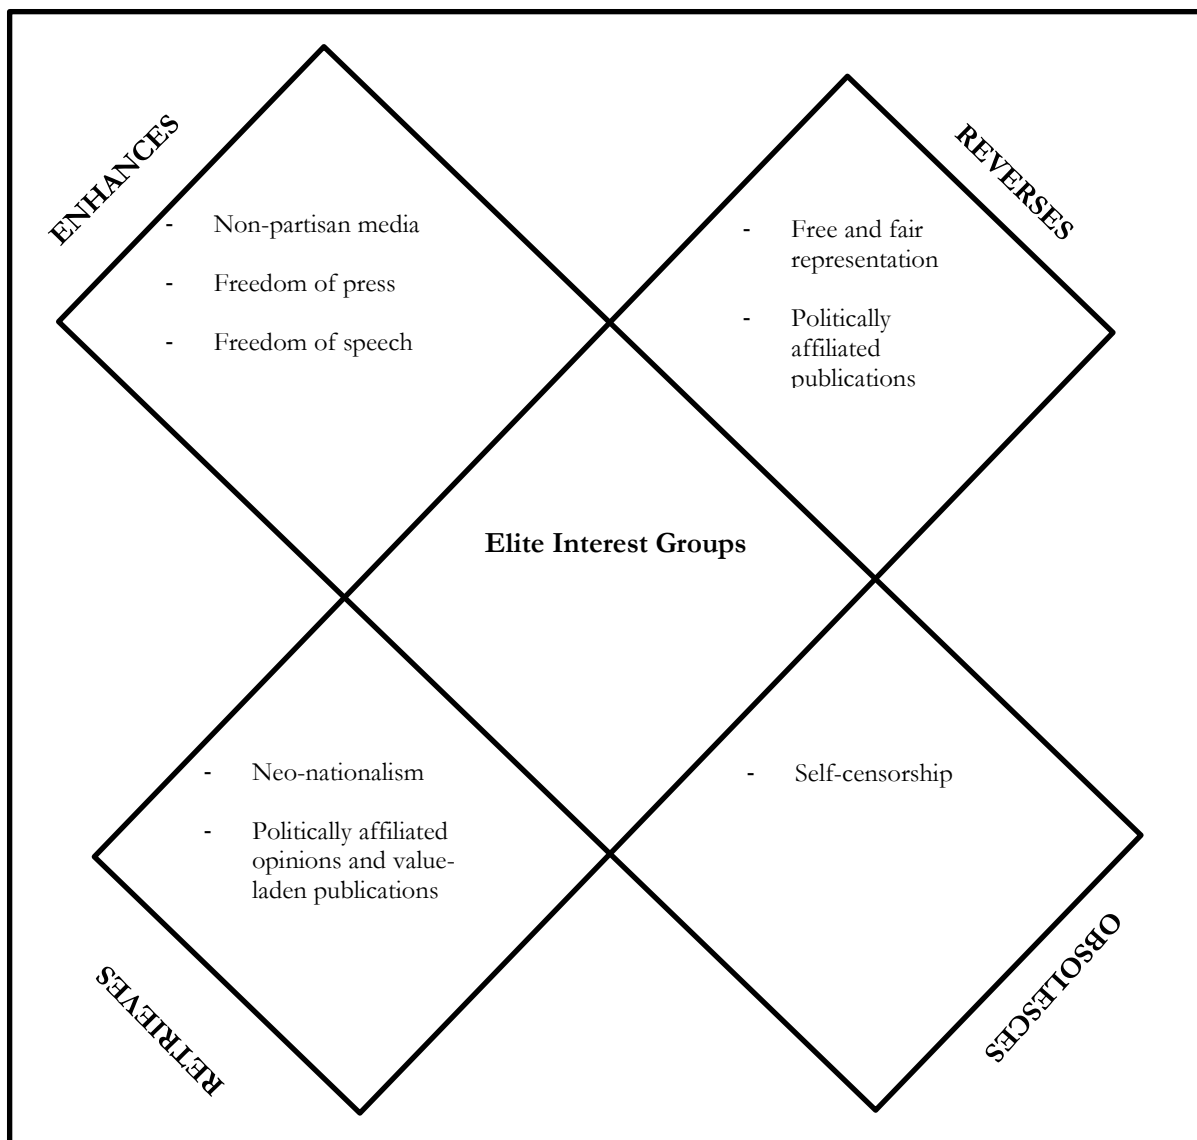 ENHANCES
- Non-partisan media
- Freedom of press
- Freedom of speech
REVERSES
- Free and fair
representation
- Politically
affiliated
publications
Elite Interest Groups
- Neo-nationalism
- Politically affiliated
opinions and value-
laden publications
RETRIEVES
- Self-censorship
OBSOLESCES